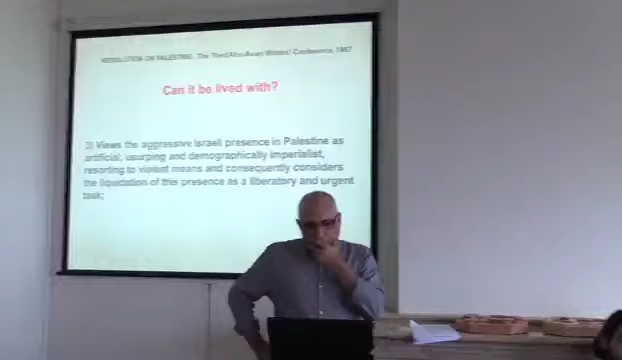 RESOLUTION ON PALESTINE, The Third Afro-Asian Writers' Conference, 1967
Can it be lived with?
3) Views the aggressive Israeli presence in Palestine as
artificial, usurping and demographically imperialist,
resorting to violent means and consequently considers
the liquidation of this presence as a liberatory and urgent
task;